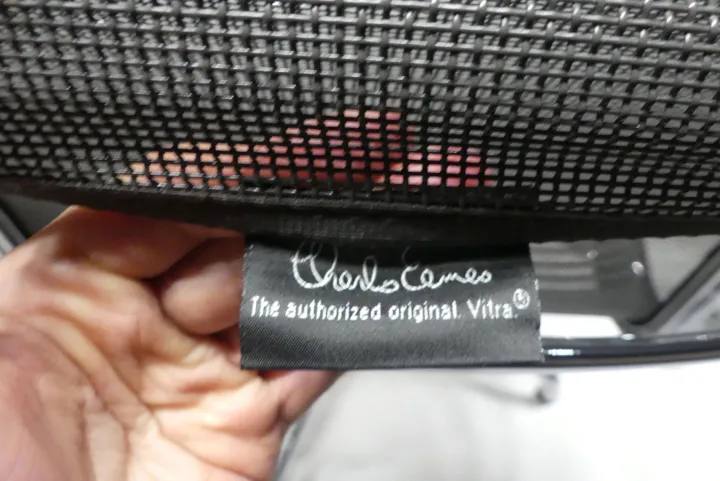 Charles Eames
The authorized original. Vitra.®